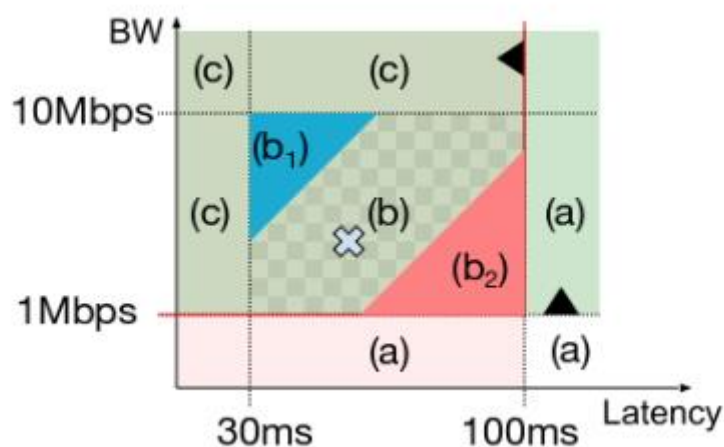 BW
(c) (c)
10Mbps
(b₁)
(c) (b) (a)
(b₂)
1Mbps
(a) (a)
Latency
30ms 100ms